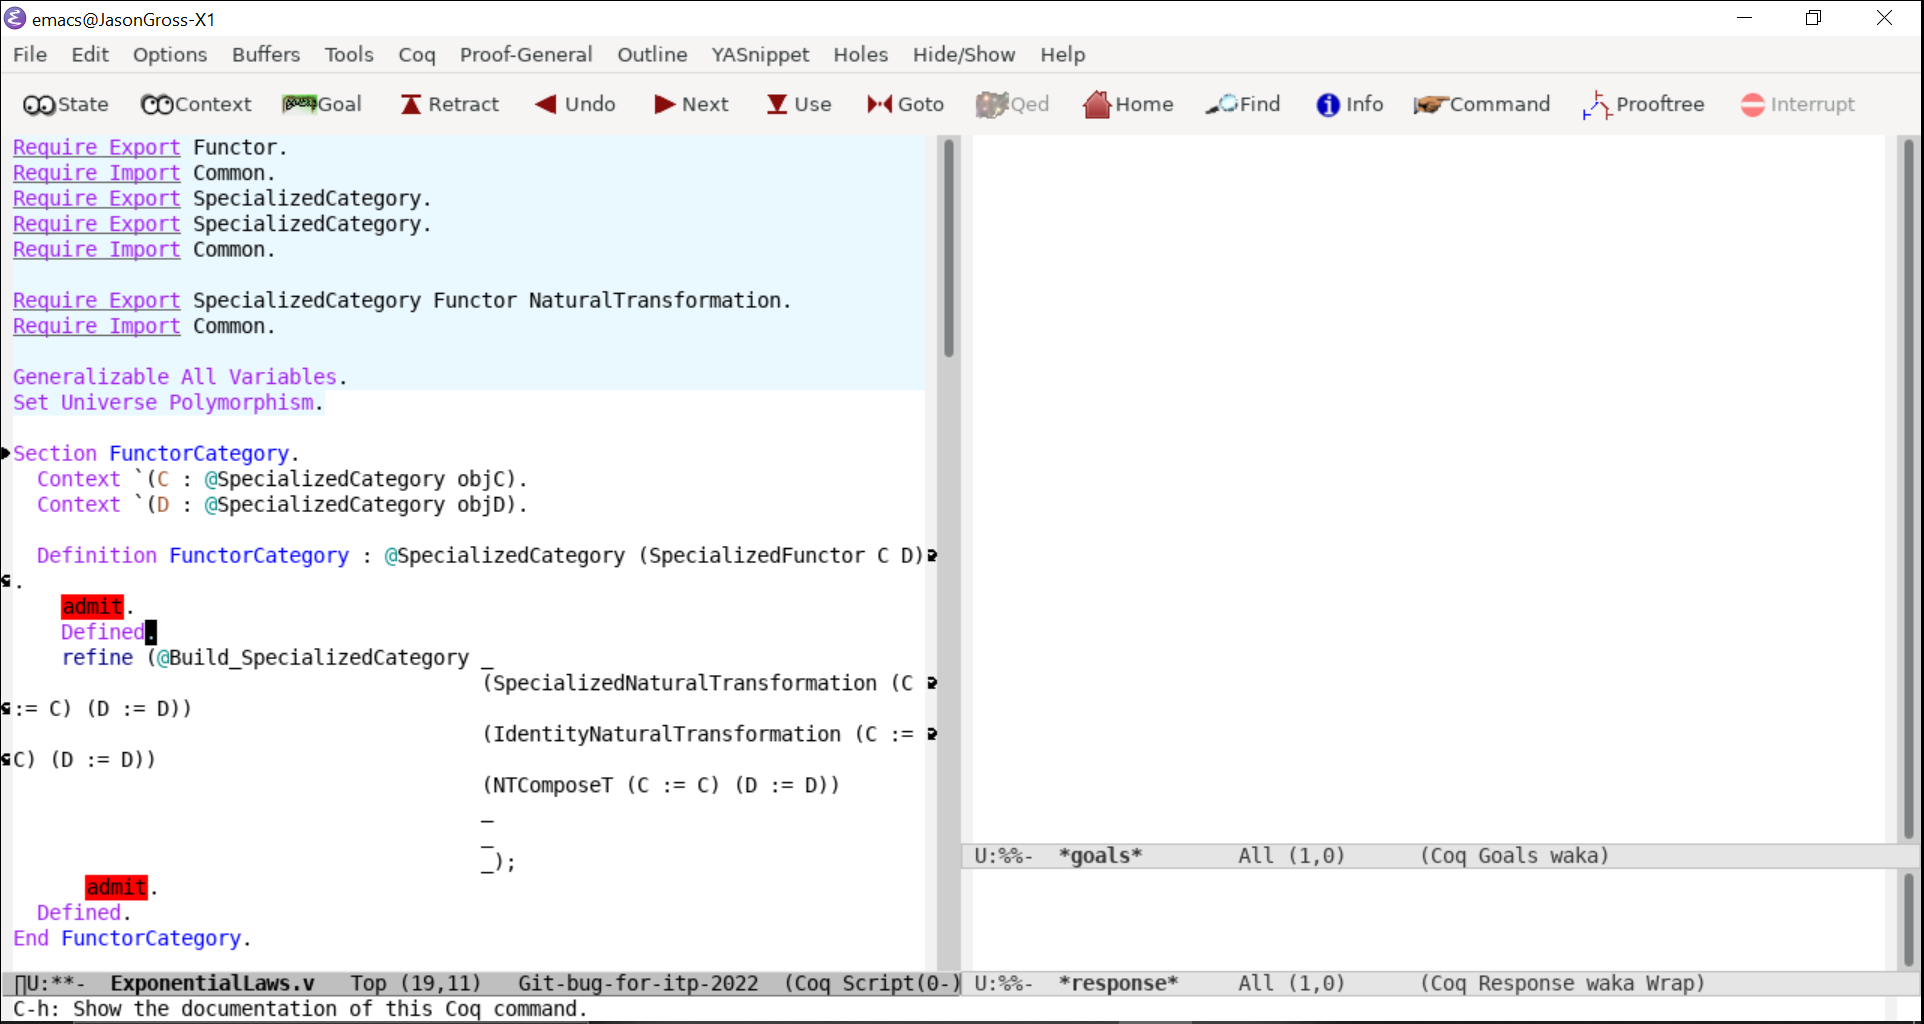 emacs@JasonGross-X1
File Edit Options Buffers Tools Coq Proof-General Outline YASnippet Holes Hide/Show Help
State Context Goal Retract Undo Next Use Goto Qed Home Find Info Command Prooftree Interrupt
Require Export Functor.
Require Import Common.
Require Export SpecializedCategory.
Require Export SpecializedCategory.
Require Import Common.
Require Export SpecializedCategory Functor NaturalTransformation.
Require Import Common.
Generalizable All Variables.
Set Universe Polymorphism.
Section FunctorCategory.
Context `(C : @SpecializedCategory objC).
Context `(D : @SpecializedCategory objD).
Definition FunctorCategory : @SpecializedCategory (SpecializedFunctor C D)
.
admit.
Defined.
refine (@Build_SpecializedCategory _
(SpecializedNaturalTransformation (C
:= C) (D := D))
(IdentityNaturalTransformation (C :=
C) (D := D))
(NTComposeT (C := C) (D := D))
_
_
_);
admit.
Defined.
End FunctorCategory.
U:**- ExponentialLaws.v Top (19,11) Git-bug-for-itp-2022 (Coq Script(0-)
C-h: Show the documentation of this Coq command.
U:%%- *goals* All (1,0) (Coq Goals waka)
U:%%- *response* All (1,0) (Coq Response waka Wrap)